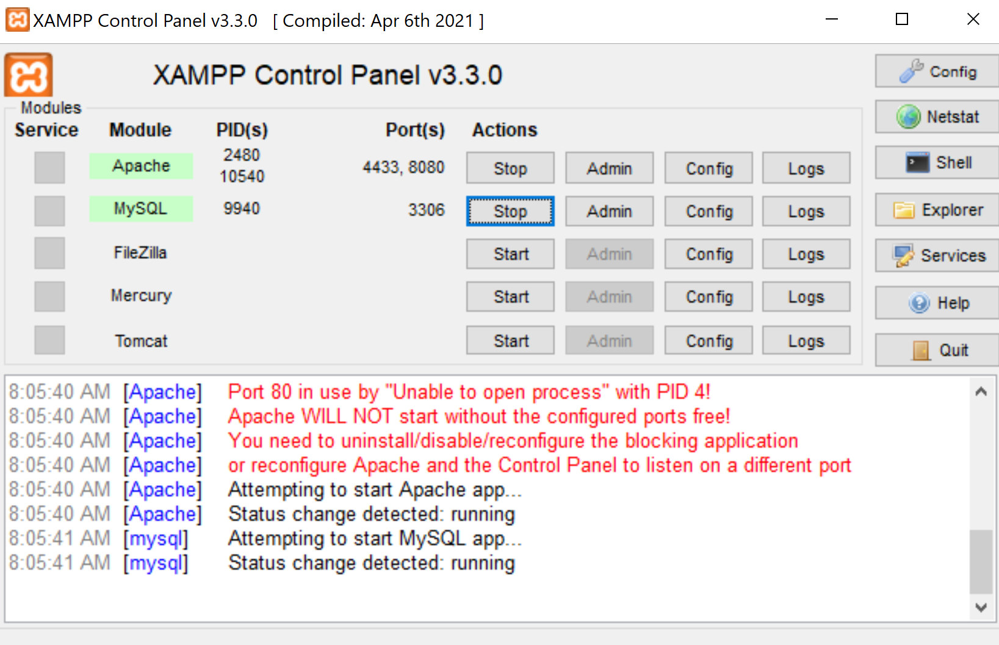 XAMPP Control Panel v3.3.0 [ Compiled: Apr 6th 2021 ]
XAMPP Control Panel v3.3.0
Config
Modules
Service Module PID(s) Port(s) Actions
Netstat
Apache 2480 10540 4433, 8080 Stop Admin Config Logs
Shell
MySQL 9940 3306 Stop Admin Config Logs
Explorer
FileZilla Start Admin Config Logs
Services
Mercury Start Admin Config Logs
Help
Tomcat Start Admin Config Logs
Quit
8:05:40 AM [Apache] Port 80 in use by "Unable to open process" with PID 4!
8:05:40 AM [Apache] Apache WILL NOT start without the configured ports free!
8:05:40 AM [Apache] You need to uninstall/disable/reconfigure the blocking application
8:05:40 AM [Apache] or reconfigure Apache and the Control Panel to listen on a different port
8:05:40 AM [Apache] Attempting to start Apache app...
8:05:40 AM [Apache] Status change detected: running
8:05:41 AM [mysql] Attempting to start MySQL app...
8:05:41 AM [mysql] Status change detected: running